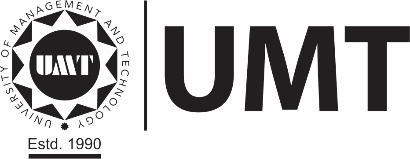 UNIVERSITY OF MANAGEMENT AND TECHNOLOGY
UMT
Estd. 1990
UMT